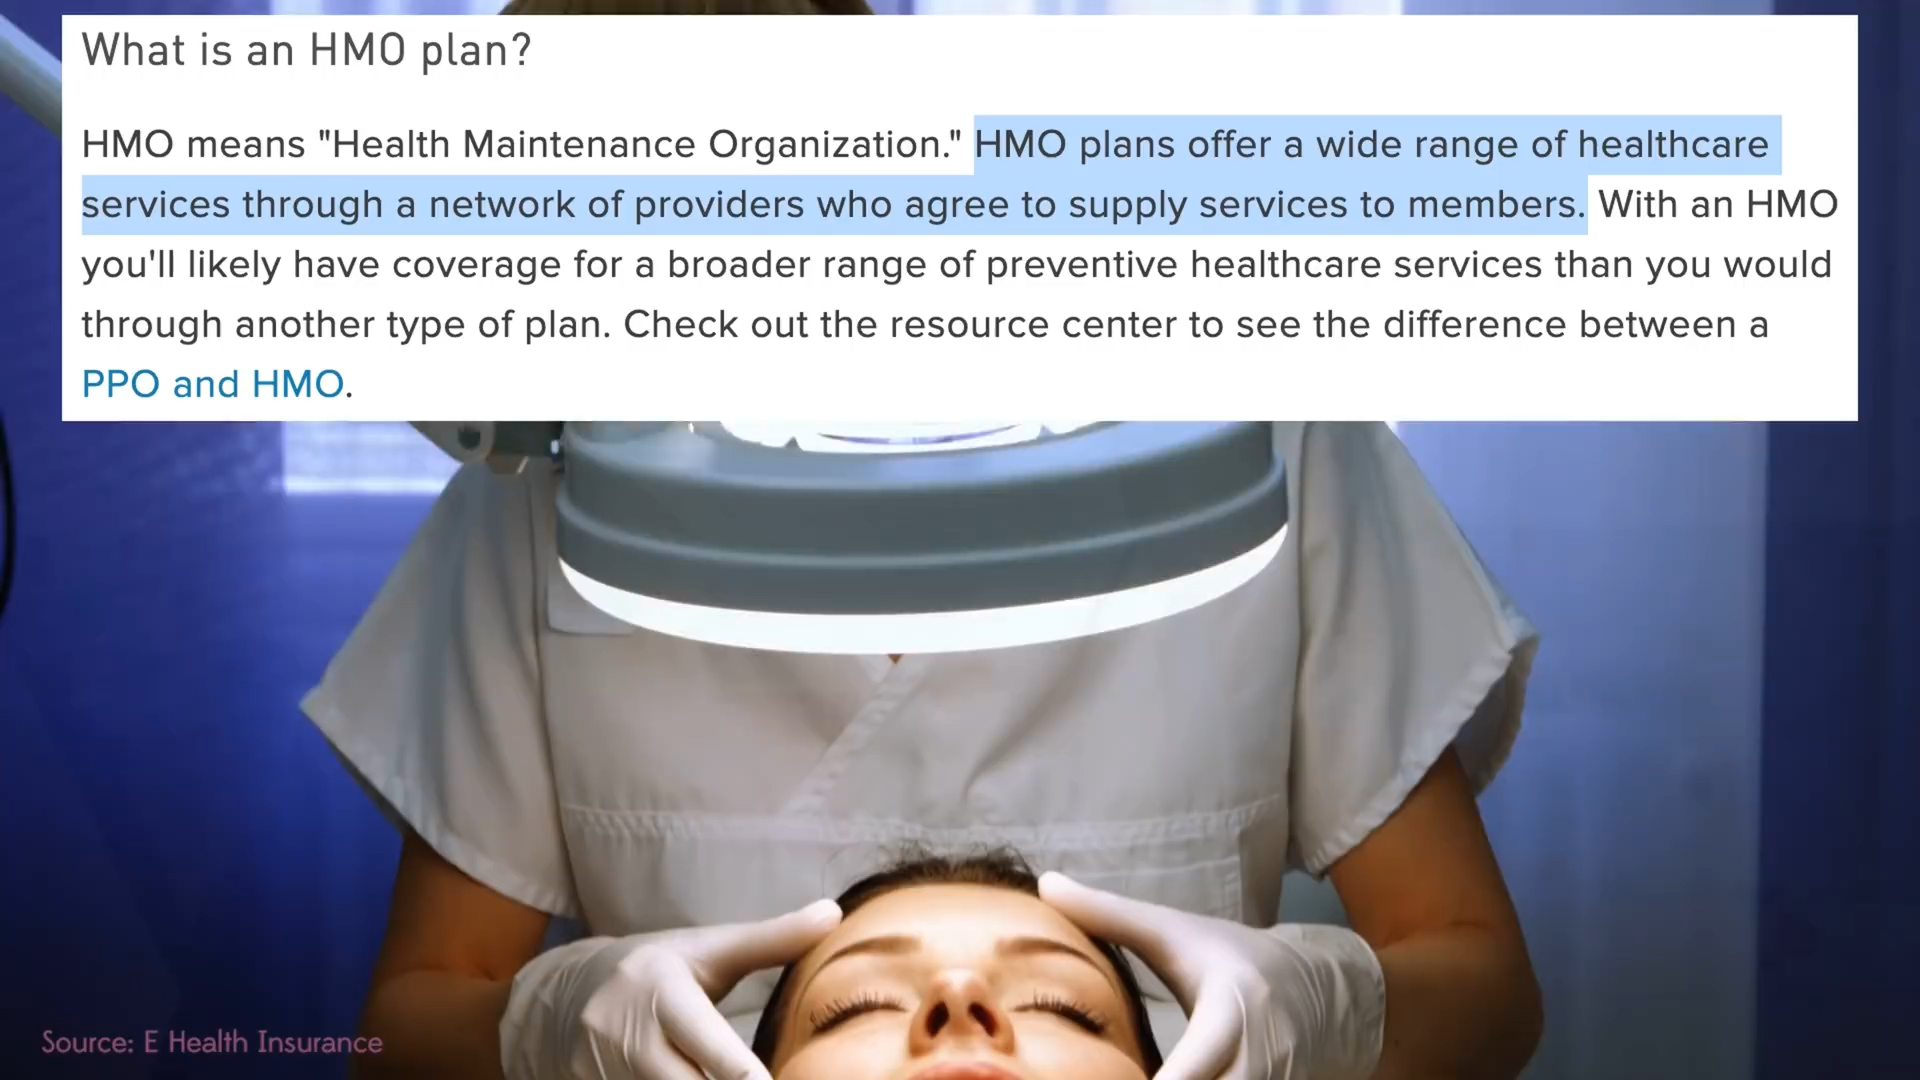 What is an HMO plan?
HMO means "Health Maintenance Organization." HMO plans offer a wide range of healthcare
services through a network of providers who agree to supply services to members. With an HMO
you'll likely have coverage for a broader range of preventive healthcare services than you would
through another type of plan. Check out the resource center to see the difference between a
PPO and HMO.
Source: E Health Insurance